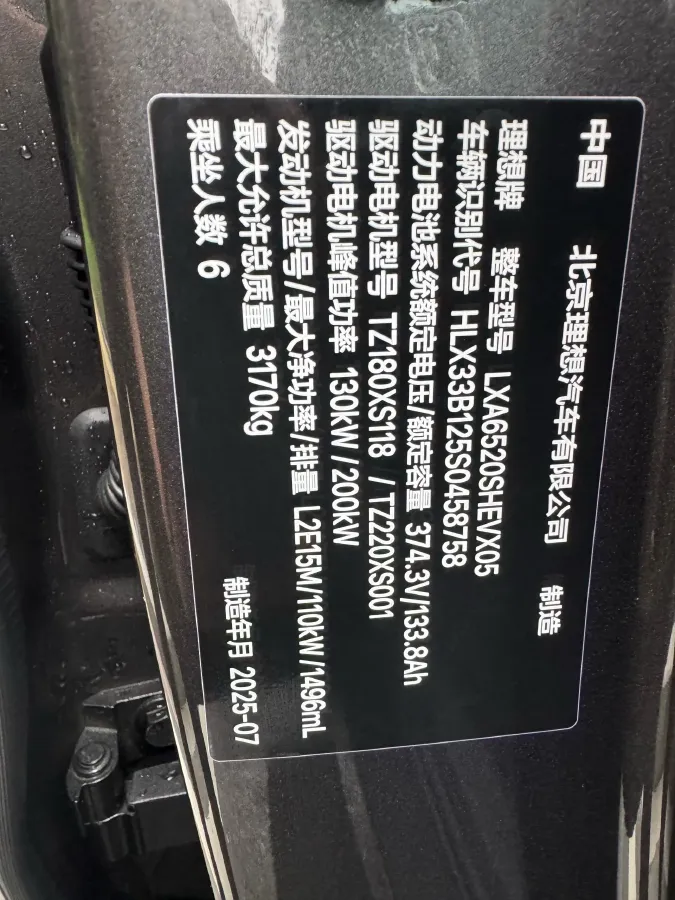 中国 北京理想汽车有限公司 制造
理想牌 整车型号 LXA6520SHEVX05
车辆识别代号 HLX33B125S0458758
动力电池系统额定电压/额定容量 374.3V/133.8Ah
驱动电机型号 TZ180XS118 / TZ220XS001
驱动电机峰值功率 130kW / 200kW
发动机型号/最大净功率/排量 L2E15M/110kW/1496mL
最大允许总质量 3170kg
乘坐人数 6 制造年月 2025-07